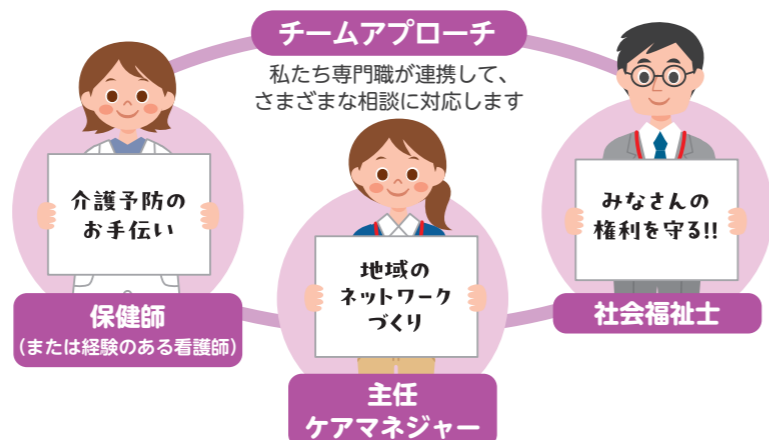 チームアプローチ
私たち専門職が連携して、
さまざまな相談に対応します
介護予防の
お手伝い
保健師
(または経験のある看護師)
地域の
ネットワーク
づくり
主任
ケアマネジャー
みなさんの
権利を守る!!
社会福祉士